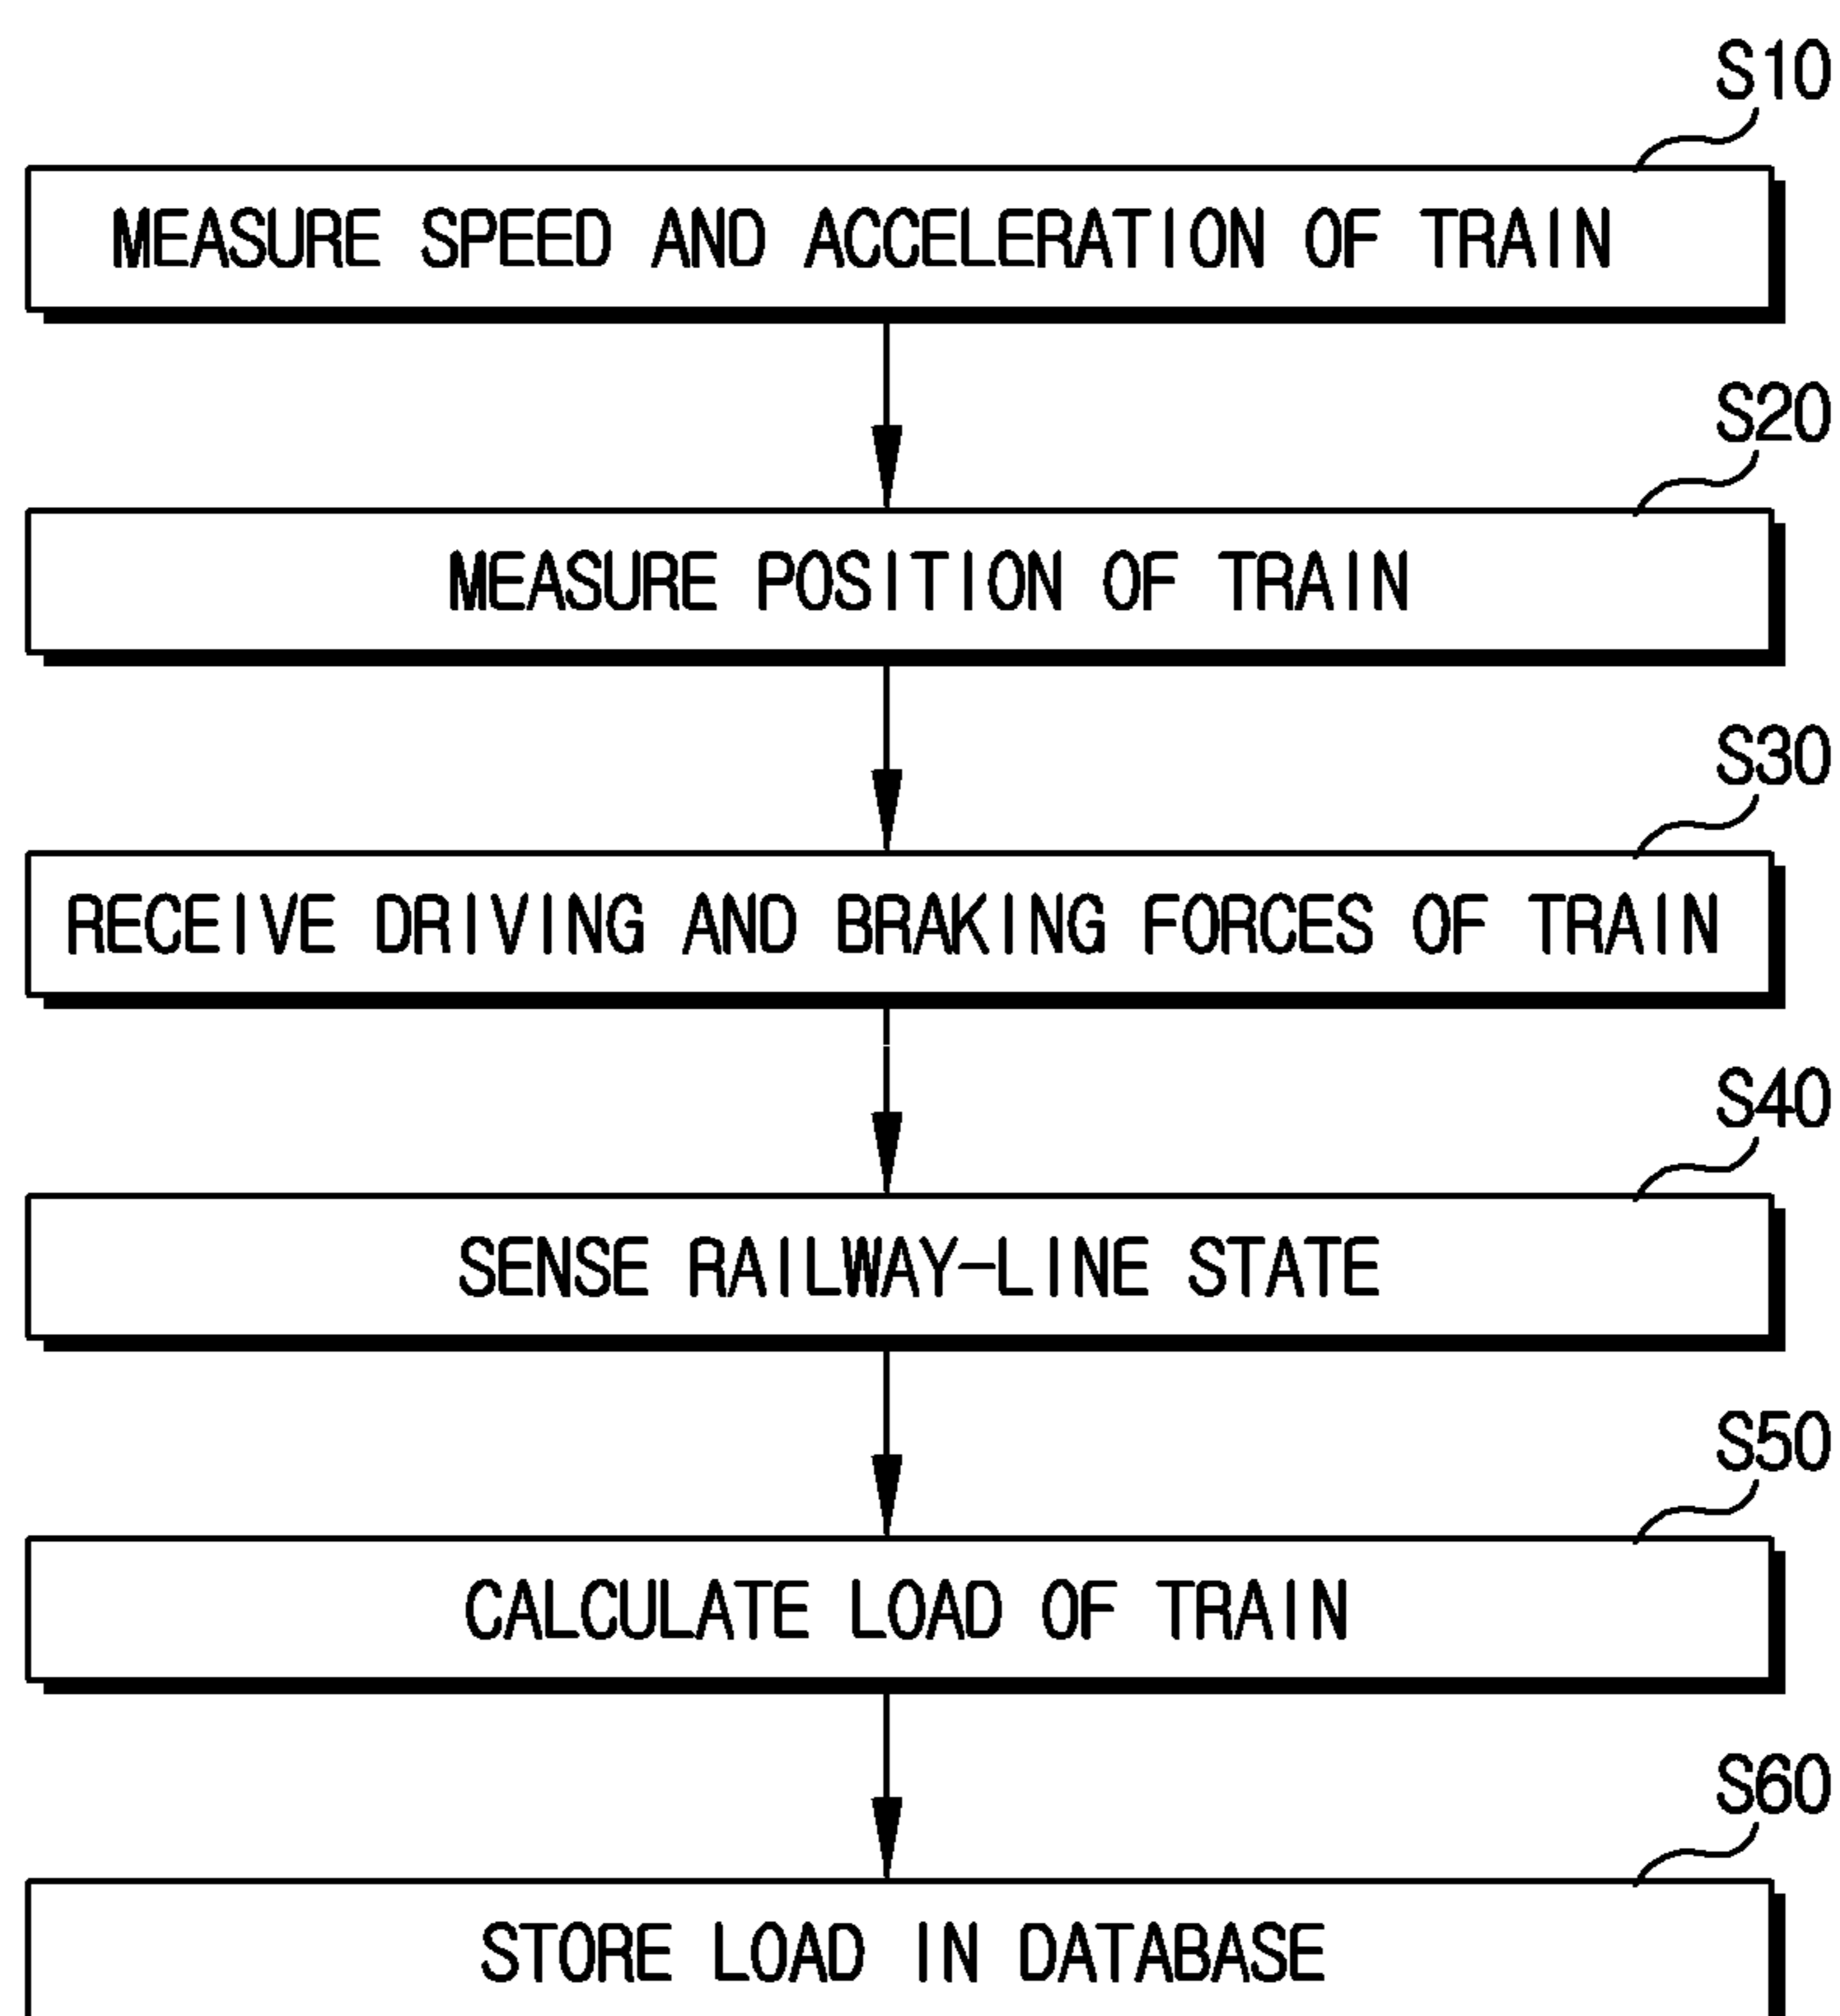 S10
MEASURE SPEED AND ACCELERATION OF TRAIN
S20
MEASURE POSITION OF TRAIN
S30
RECEIVE DRIVING AND BRAKING FORCES OF TRAIN
S40
SENSE RAILWAY-LINE STATE
S50
CALCULATE LOAD OF TRAIN
S60
STORE LOAD IN DATABASE